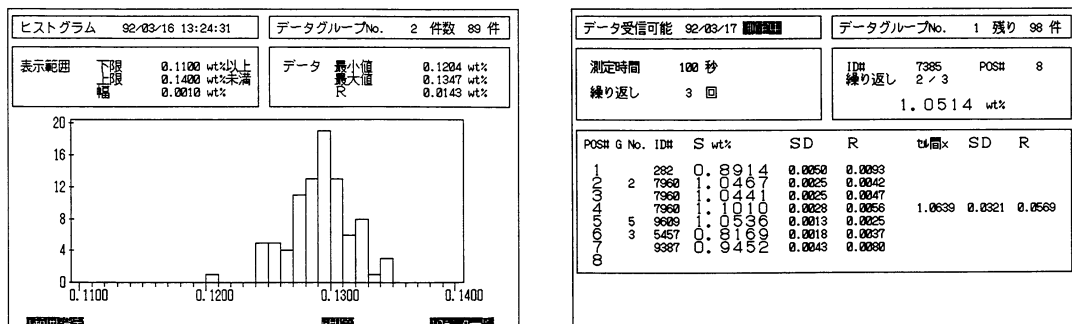 ヒストグラム 92/03/16 13:24:31
データグループNo. 2 件数 89 件
表示範囲 下限 0.1100 wt%以上
上限 0.1400 wt%未満
幅 0.0010 wt%
データ 最小値 0.1204 wt%
最大値 0.1347 wt%
R 0.0143 wt%
20
16
12
8
4
0
0.1100 0.1200 0.1300 0.1400
データ受信可能 92/03/17
データグループNo. 1 残り 98 件
測定時間 100 秒
繰り返し 3 回
ID# 7385 POS# 8
繰り返し 2 / 3
1.0514 wt%
POS# G No. ID# S wt% SD R セル間x SD R
1 282 0.8914 0.0050 0.0093
2 2 7960 1.0467 0.0025 0.0042
3 7960 1.0441 0.0025 0.0047
4 7960 1.1010 0.0028 0.0056 1.0639 0.0321 0.0569
5 5 9609 1.0536 0.0013 0.0025
6 3 5457 0.8169 0.0018 0.0037
7 9387 0.9452 0.0043 0.0080
8